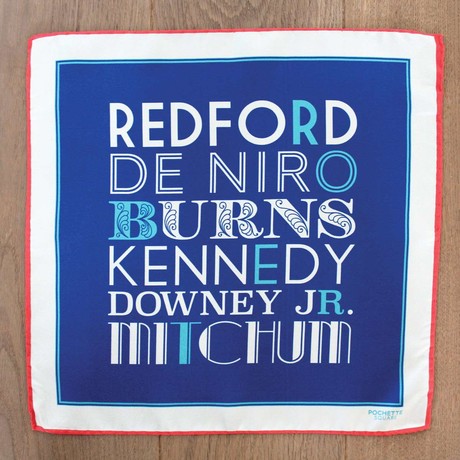 REDFORD
DE NIRO
BURNS
KENNEDY
DOWNEY JR.
MITCHUM
POCHETTE
SQUARE